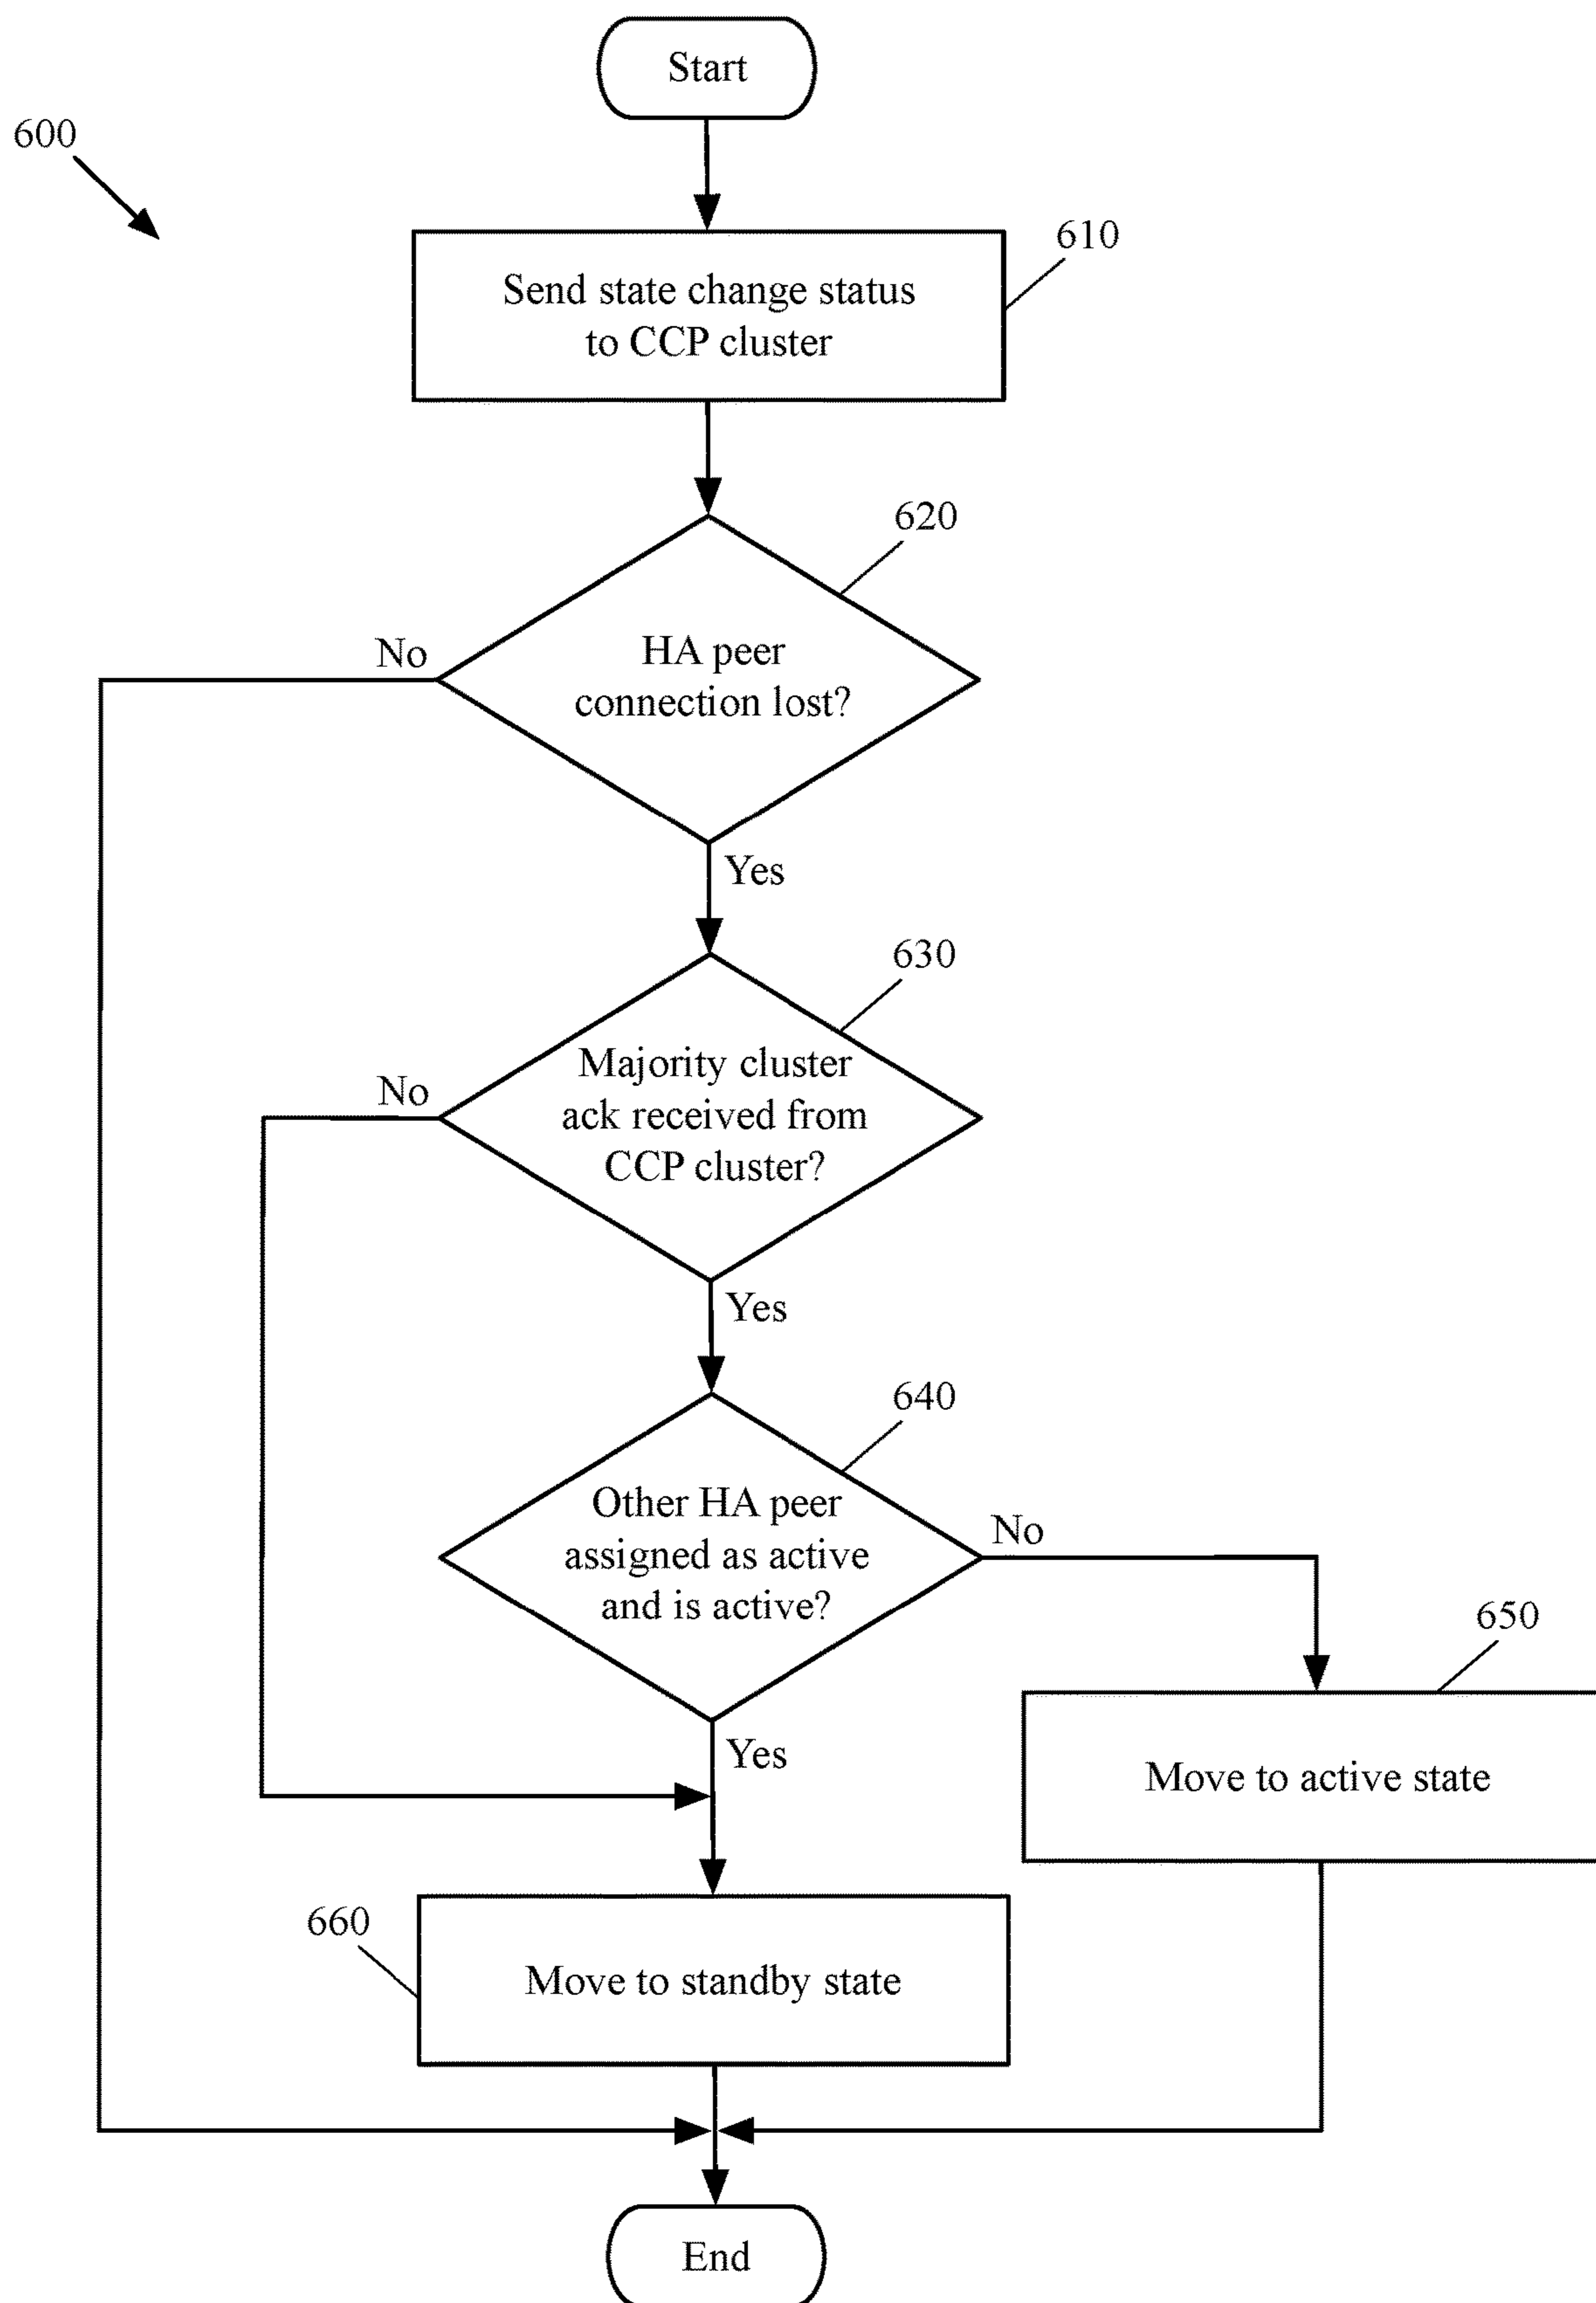 Start
600
610
Send state change status
to CCP cluster
620
HA peer
connection lost?
No
Yes
630
Majority cluster
ack received from
CCP cluster?
No
Yes
640
Other HA peer
assigned as active
and is active?
No
Yes
650
Move to active state
660
Move to standby state
End